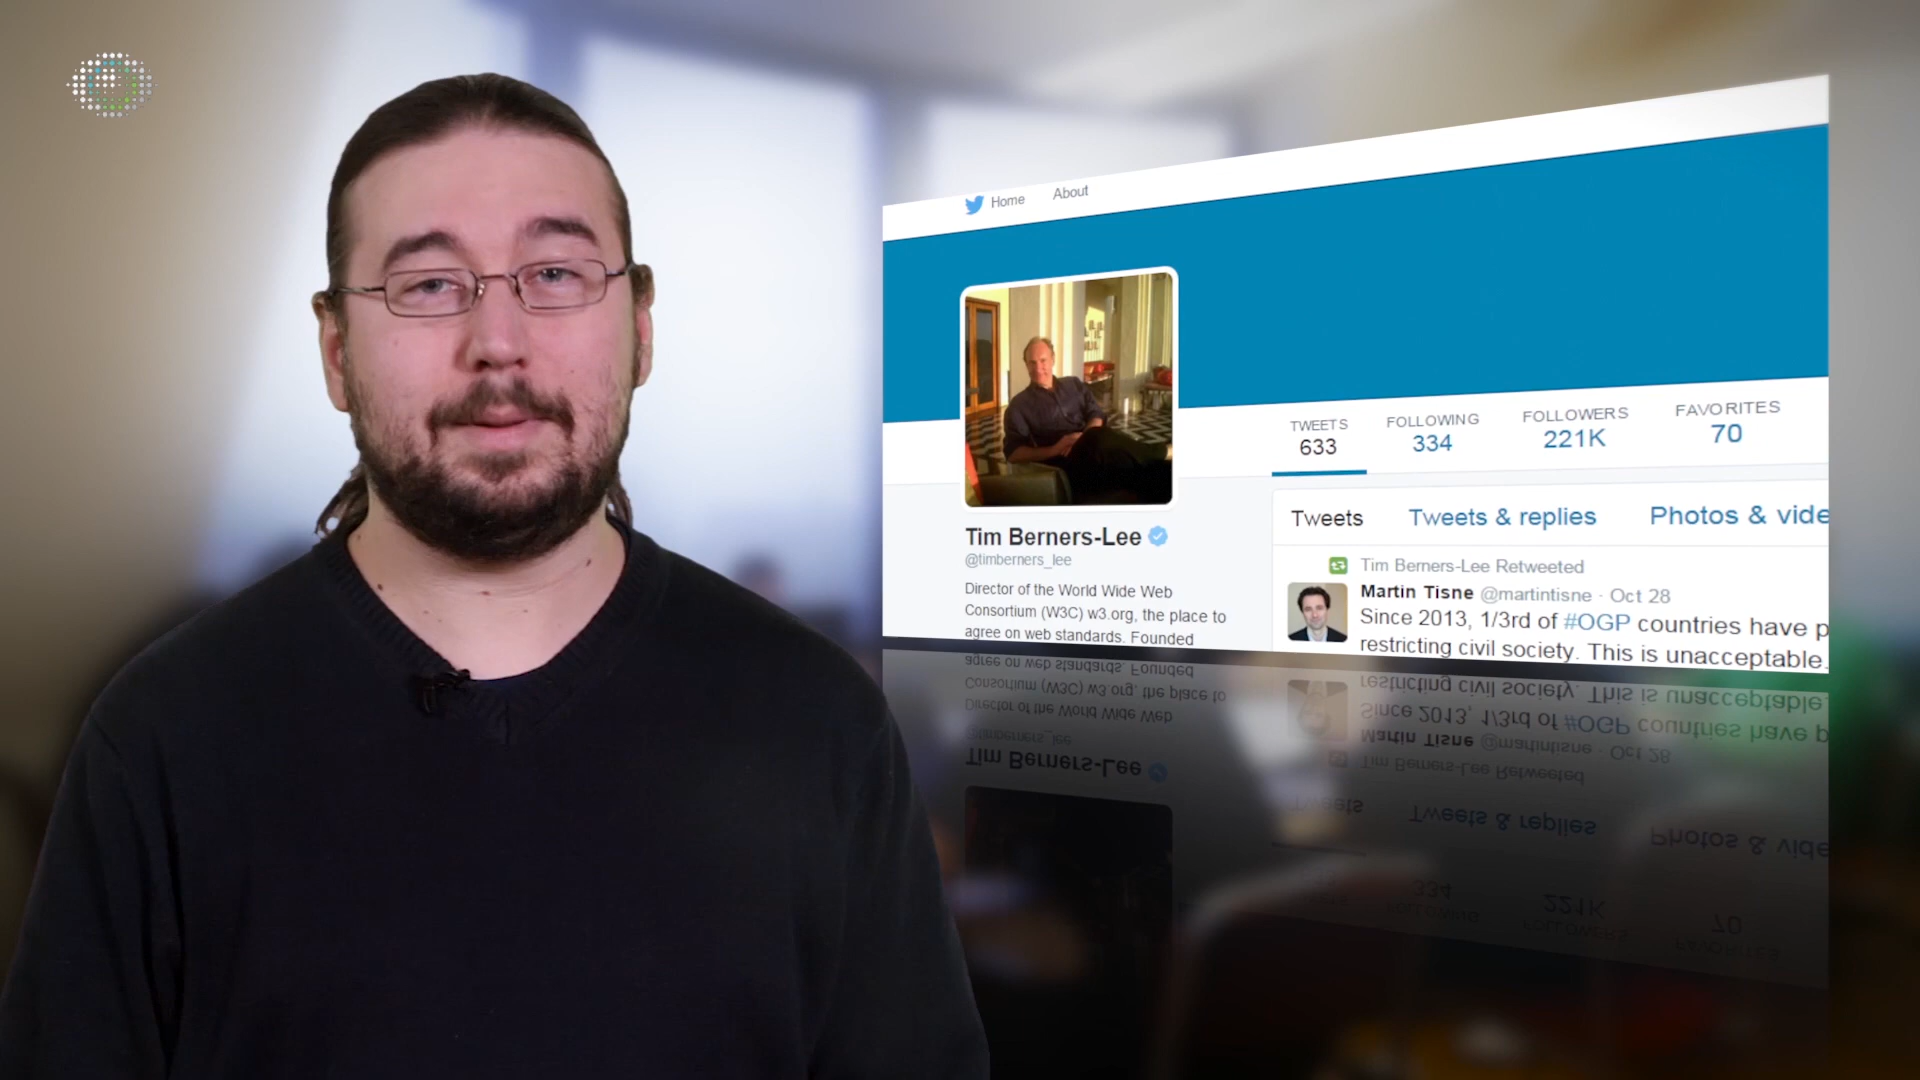 Home About
TWEETS FOLLOWING FOLLOWERS FAVORITES
633 334 221K 70
Tweets Tweets & replies Photos & vide
Tim Berners-Lee
@timberners_lee
Director of the World Wide Web
Consortium (W3C) w3.org, the place to
agree on web standards. Founded
Tim Berners-Lee Retweeted
Martin Tisne @martintisne · Oct 28
Since 2013, 1/3rd of #OGP countries have p
restricting civil society. This is unacceptable.